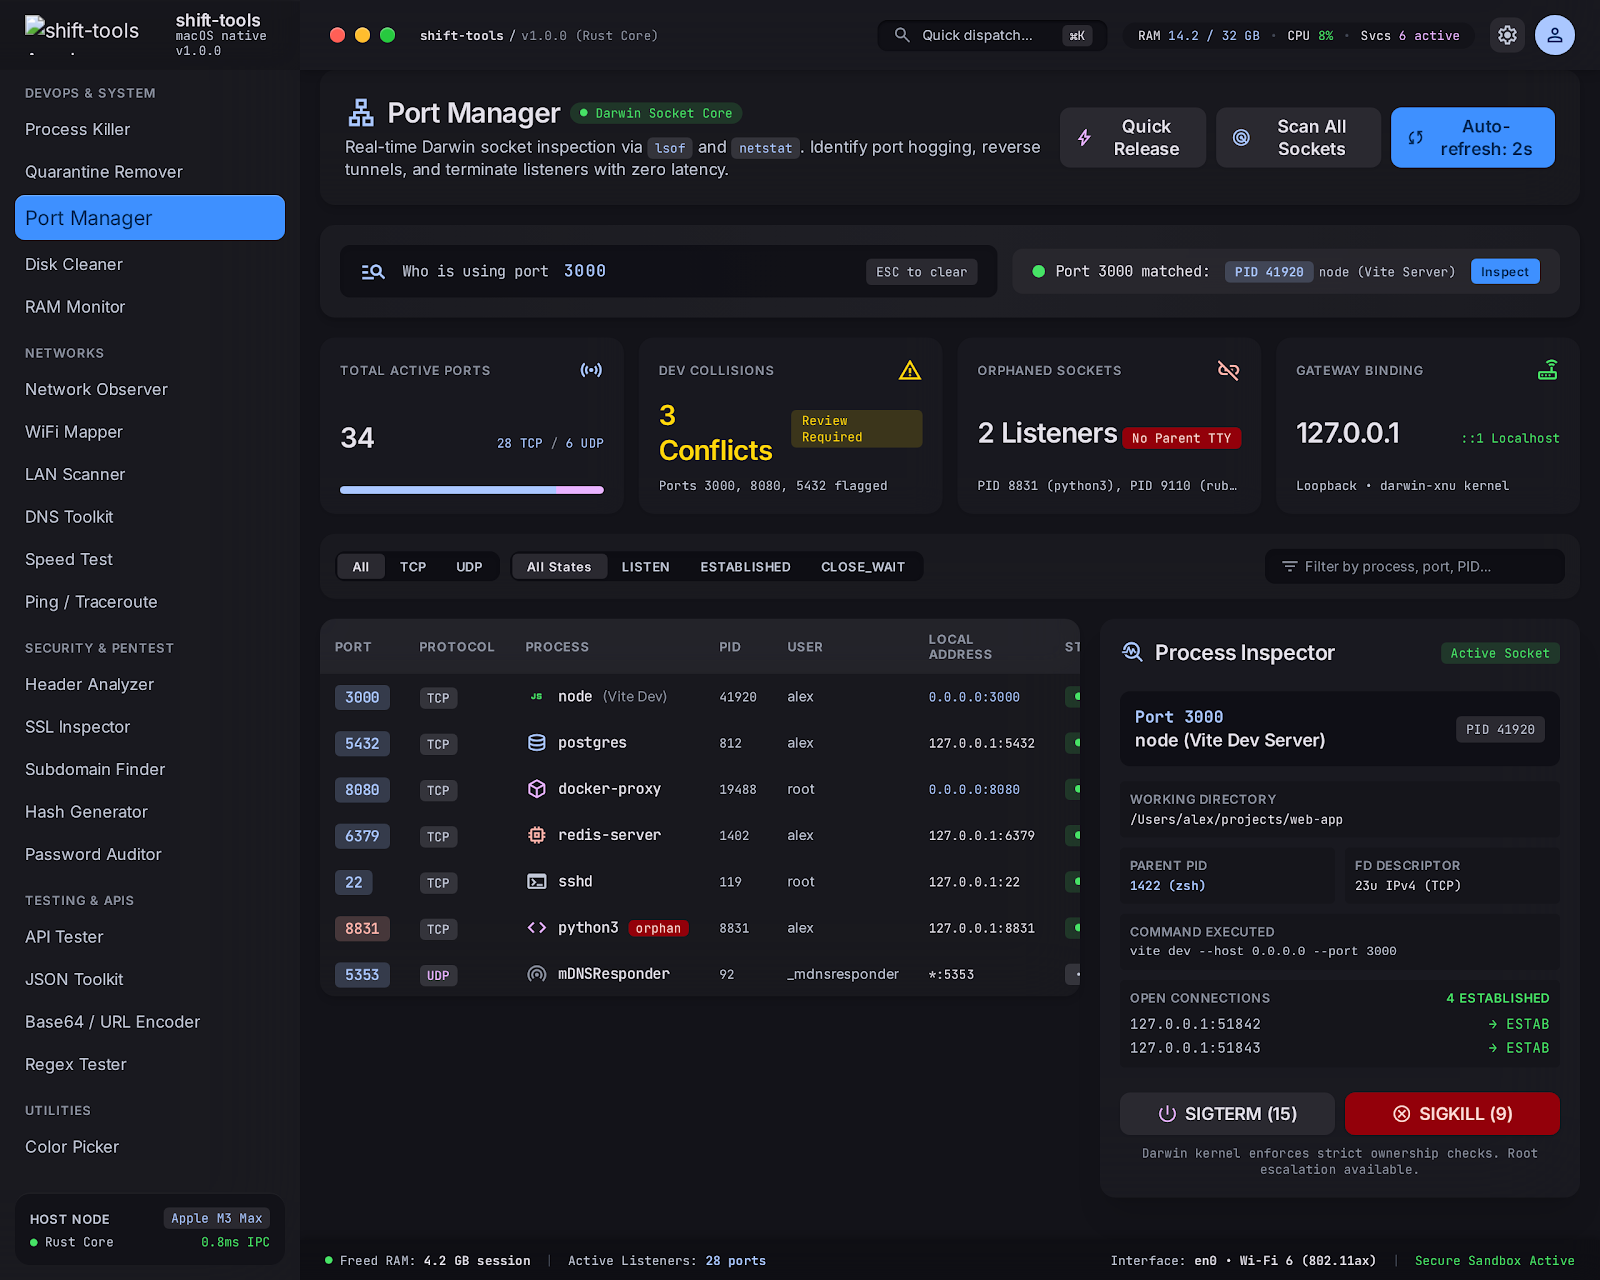 shift-tools
shift-tools
macOS native
v1.0.0
shift-tools / v1.0.0 (Rust Core)
Quick dispatch...
⌘K
RAM 14.2 / 32 GB • CPU 8% • Svcs 6 active
DEVOPS & SYSTEM
Process Killer
Quarantine Remover
Port Manager
Disk Cleaner
RAM Monitor
NETWORKS
Network Observer
WiFi Mapper
LAN Scanner
DNS Toolkit
Speed Test
Ping / Traceroute
SECURITY & PENTEST
Header Analyzer
SSL Inspector
Subdomain Finder
Hash Generator
Password Auditor
TESTING & APIS
API Tester
JSON Toolkit
Base64 / URL Encoder
Regex Tester
UTILITIES
Color Picker
HOST NODE
Apple M3 Max
Rust Core
0.8ms IPC
Port Manager
Darwin Socket Core
Real-time Darwin socket inspection via lsof and netstat. Identify port hogging, reverse
tunnels, and terminate listeners with zero latency.
Quick
Release
Scan All
Sockets
Auto-
refresh: 2s
Who is using port 3000
ESC to clear
Port 3000 matched: PID 41920 node (Vite Server)
Inspect
TOTAL ACTIVE PORTS
34
28 TCP / 6 UDP
DEV COLLISIONS
3
Conflicts
Review
Required
Ports 3000, 8080, 5432 flagged
ORPHANED SOCKETS
2 Listeners
No Parent TTY
PID 8831 (python3), PID 9110 (rub…
GATEWAY BINDING
127.0.0.1
::1 Localhost
Loopback • darwin-xnu kernel
All TCP UDP
All States LISTEN ESTABLISHED CLOSE_WAIT
Filter by process, port, PID...
PORT PROTOCOL PROCESS PID USER LOCAL
ADDRESS ST
3000 TCP JS node (Vite Dev) 41920 alex 0.0.0.0:3000
5432 TCP postgres 812 alex 127.0.0.1:5432
8080 TCP docker-proxy 19488 root 0.0.0.0:8080
6379 TCP redis-server 1402 alex 127.0.0.1:6379
22 TCP sshd 119 root 127.0.0.1:22
8831 TCP python3 orphan 8831 alex 127.0.0.1:8831
5353 UDP mDNSResponder 92 _mdnsresponder *:5353
Process Inspector
Active Socket
Port 3000
node (Vite Dev Server)
PID 41920
WORKING DIRECTORY
/Users/alex/projects/web-app
PARENT PID
1422 (zsh)
FD DESCRIPTOR
23u IPv4 (TCP)
COMMAND EXECUTED
vite dev --host 0.0.0.0 --port 3000
OPEN CONNECTIONS
4 ESTABLISHED
127.0.0.1:51842 → ESTAB
127.0.0.1:51843 → ESTAB
SIGTERM (15)
SIGKILL (9)
Darwin kernel enforces strict ownership checks. Root
escalation available.
Freed RAM: 4.2 GB session | Active Listeners: 28 ports
Interface: en0 • Wi-Fi 6 (802.11ax) | Secure Sandbox Active